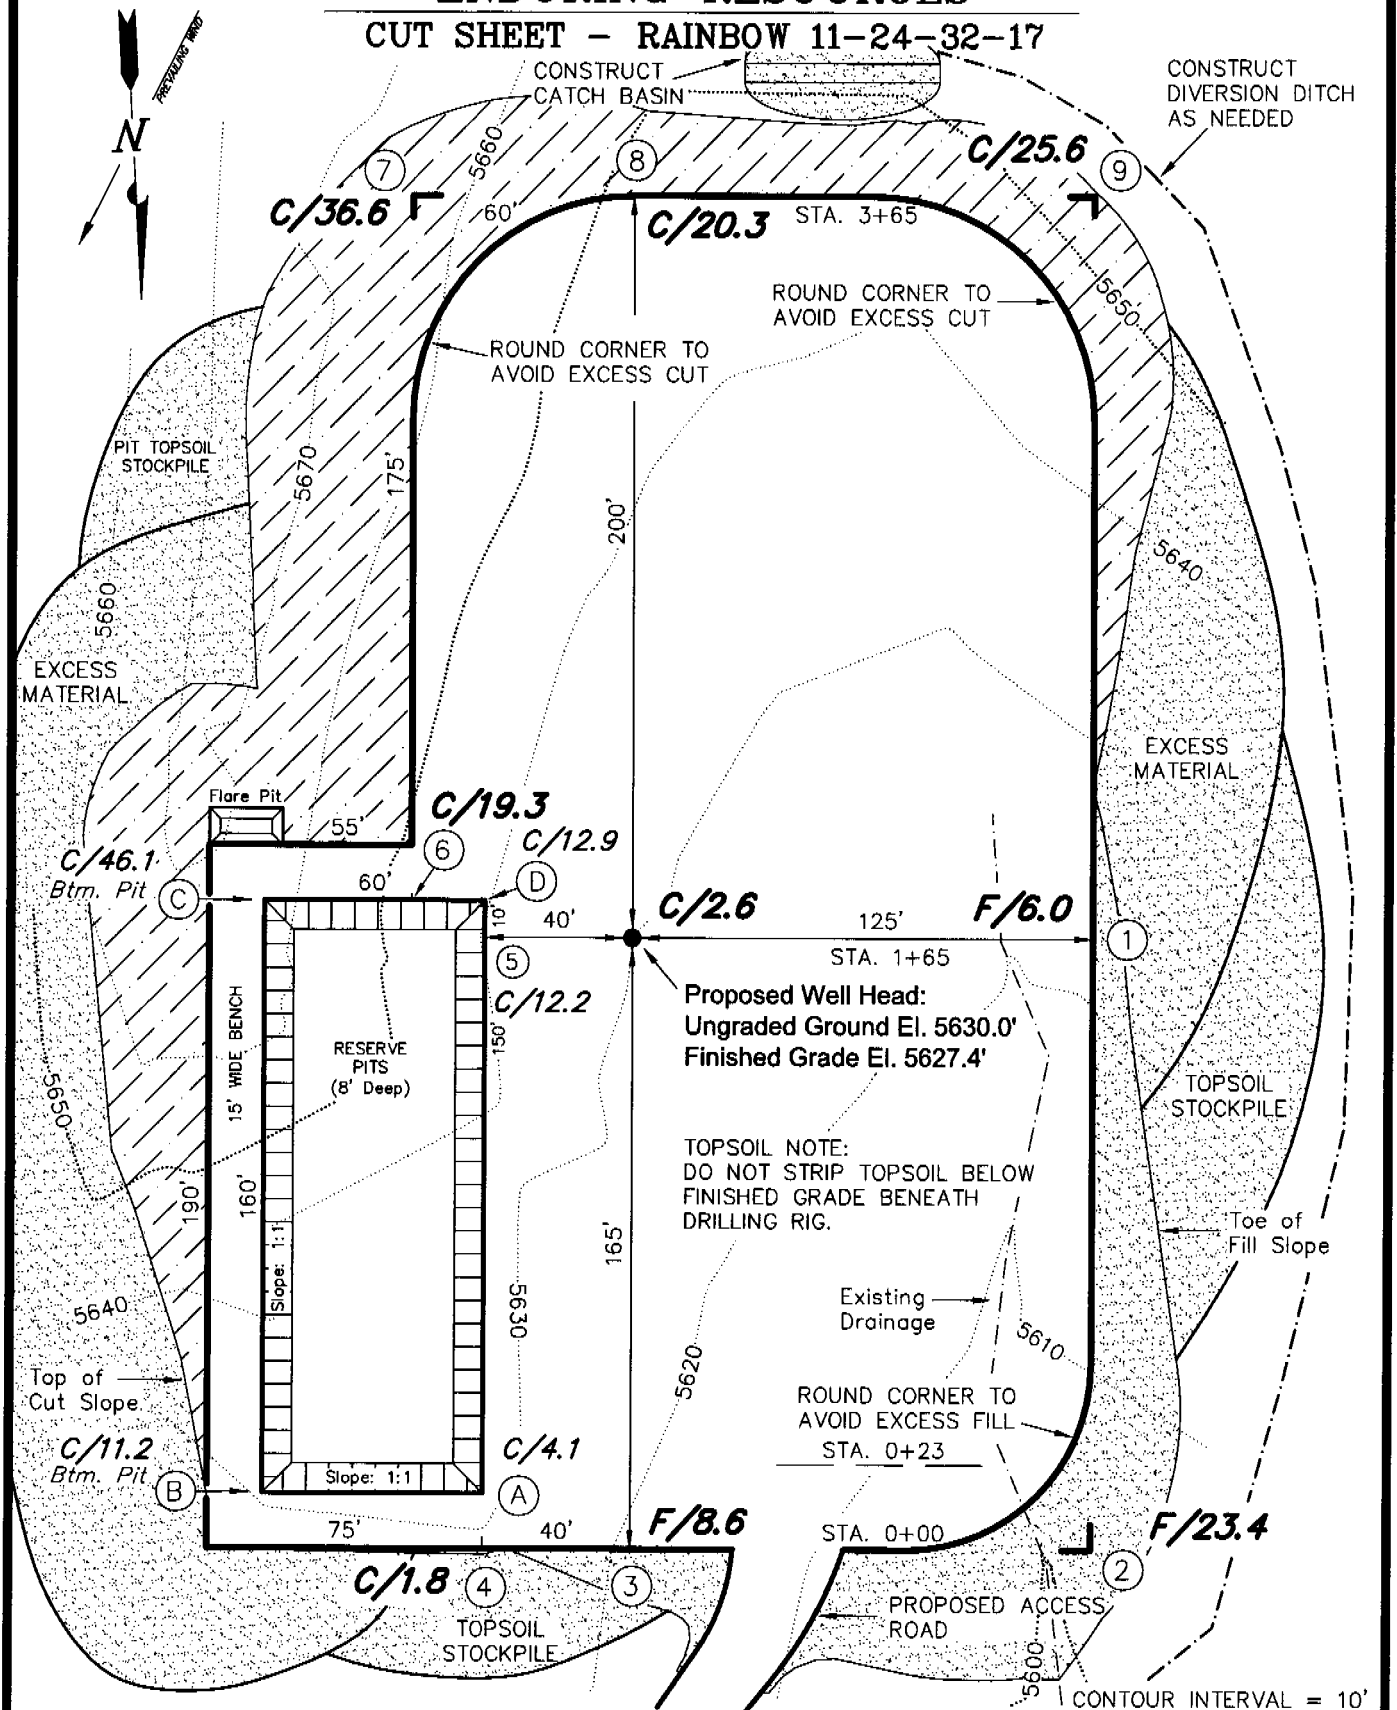 ENDURING RESOURCES
CUT SHEET - RAINBOW 11-24-32-17
PREVAILING WIND
N
CONSTRUCT
CATCH BASIN
CONSTRUCT
DIVERSION DITCH
AS NEEDED
C/25.6
7
8
9
5660
C/36.6
60'
C/20.3
STA. 3+65
ROUND CORNER TO
AVOID EXCESS CUT
5650
ROUND CORNER TO
AVOID EXCESS CUT
PIT TOPSOIL
STOCKPILE
5670
175'
200'
5640
5660
EXCESS
MATERIAL
EXCESS
MATERIAL
Flare Pit
55'
C/19.3
C/12.9
6
D
C/46.1
Btm. Pit
C
60'
10'
40'
C/2.6
125'
F/6.0
1
5
STA. 1+65
C/12.2
Proposed Well Head:
Ungraded Ground El. 5630.0'
Finished Grade El. 5627.4'
15' WIDE BENCH
RESERVE
PITS
(8' Deep)
150'
5650
TOPSOIL
STOCKPILE
TOPSOIL NOTE:
DO NOT STRIP TOPSOIL BELOW
FINISHED GRADE BENEATH
DRILLING RIG.
190'
160'
165'
Toe of
Fill Slope
Slope: 1:1
5640
5630
Existing
Drainage
5610
5620
Top of
Cut Slope
ROUND CORNER TO
AVOID EXCESS FILL
C/11.2
Btm. Pit
B
C/4.1
STA. 0+23
Slope: 1:1
A
75'
40'
F/8.6
STA. 0+00
F/23.4
C/1.8
4
3
2
TOPSOIL
STOCKPILE
PROPOSED ACCESS
ROAD
5600
CONTOUR INTERVAL = 10'